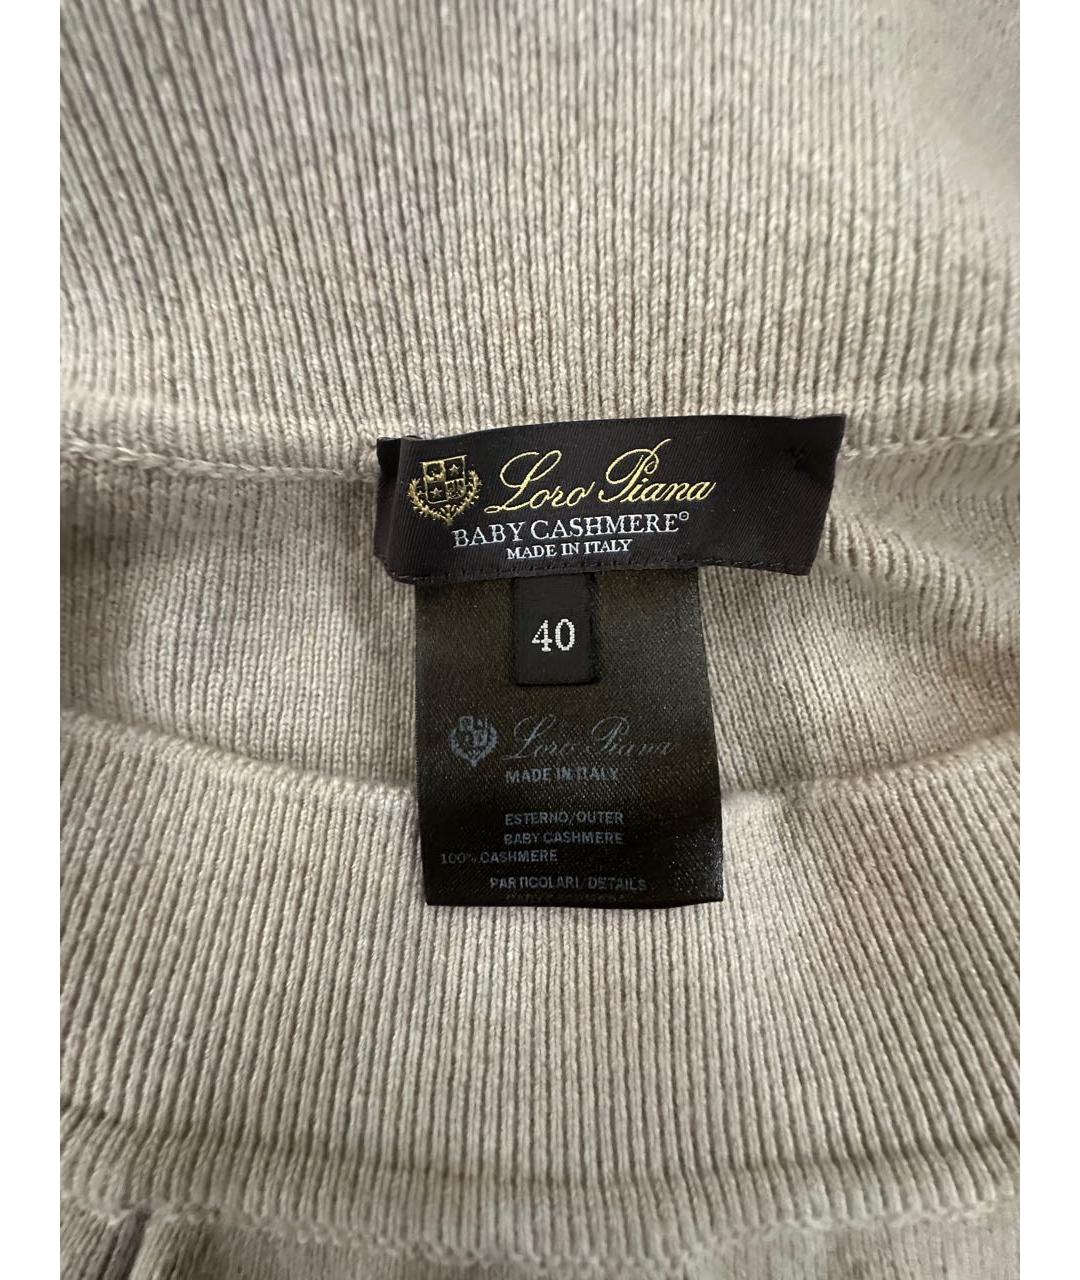 Loro Piana
BABY CASHMERE®
MADE IN ITALY
40
Loro Piana
MADE IN ITALY
ESTERNO/OUTER
BABY CASHMERE
100% CASHMERE
PARTICOLARI/DETAILS